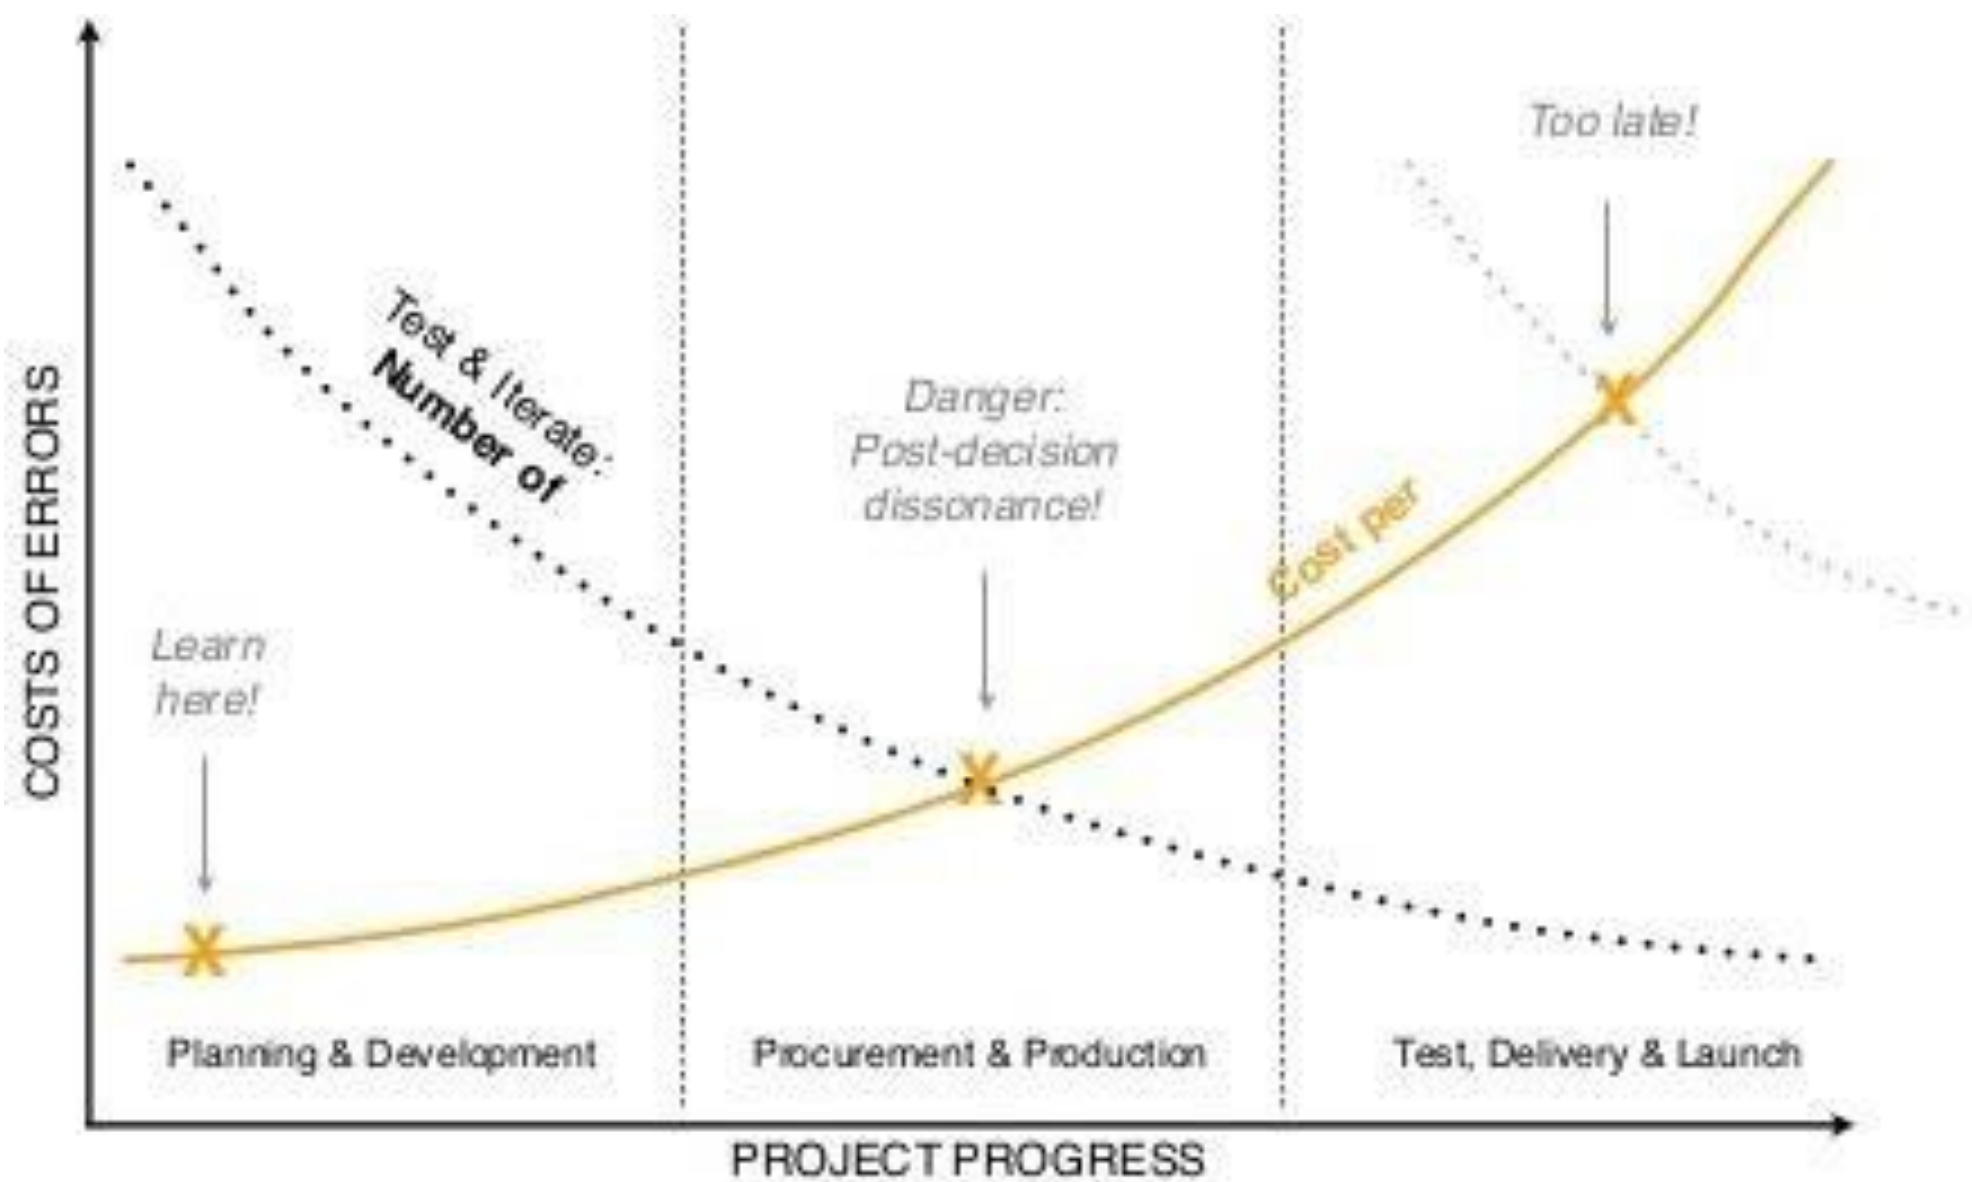 Too late!
Test & Iterate:
Number of
Danger:
Post-decision
dissonance!
Cost per
Learn
here!
COSTS OF ERRORS
Planning & Development
Procurement & Production
Test, Delivery & Launch
PROJECT PROGRESS